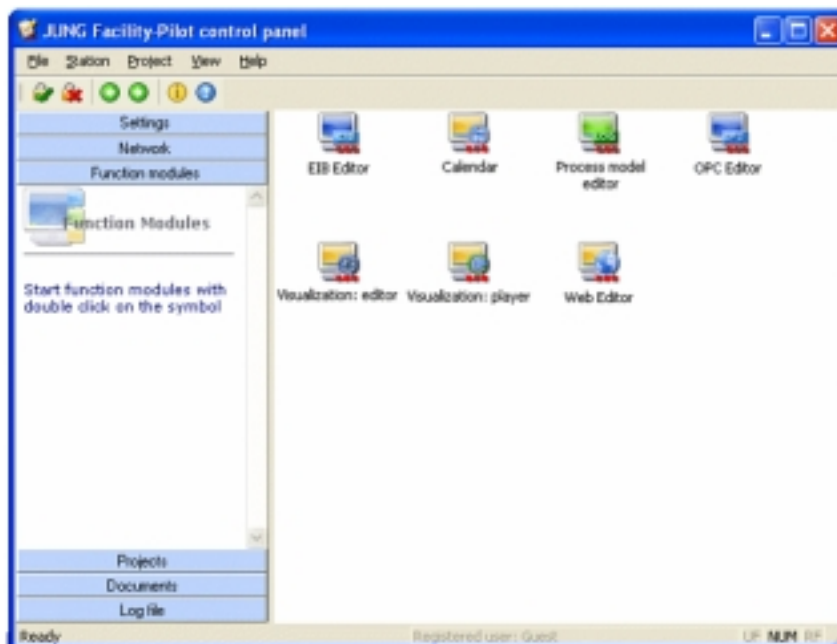 JUNG Facility-Pilot control panel
File Station Project View Help
Settings
Network
Function modules
Function Modules
Start function modules with
double click on the symbol
Projects
Documents
Log file
EIB Editor
Calendar
Process model
editor
OPC Editor
Visualization: editor
Visualization: player
Web Editor
Ready
Registered user: Guest
NUM